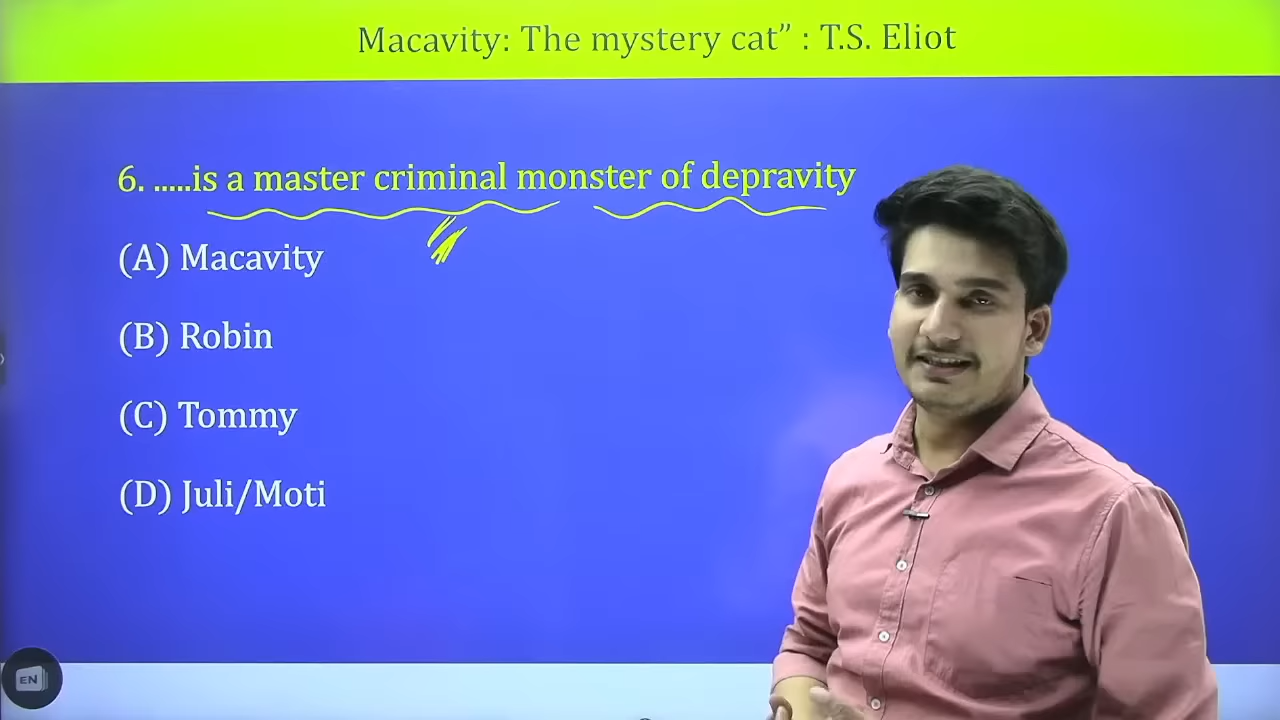 Macavity: The mystery cat” : T.S. Eliot
6. .....is a master criminal monster of depravity
(A) Macavity
(B) Robin
(C) Tommy
(D) Juli/Moti
EN